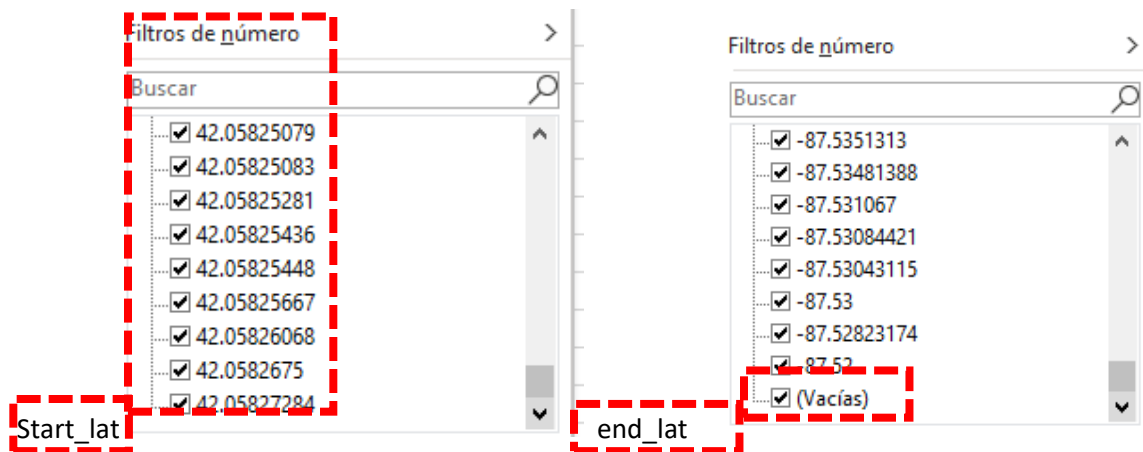 Filtros de número
Buscar
42.05825079
42.05825083
42.05825281
42.05825436
42.05825448
42.05825667
42.05826068
42.0582675
42.05827284
Start_lat
Filtros de número
Buscar
-87.5351313
-87.53481388
-87.531067
-87.53084421
-87.53043115
-87.53
-87.52823174
-87.52
(Vacías)
end_lat